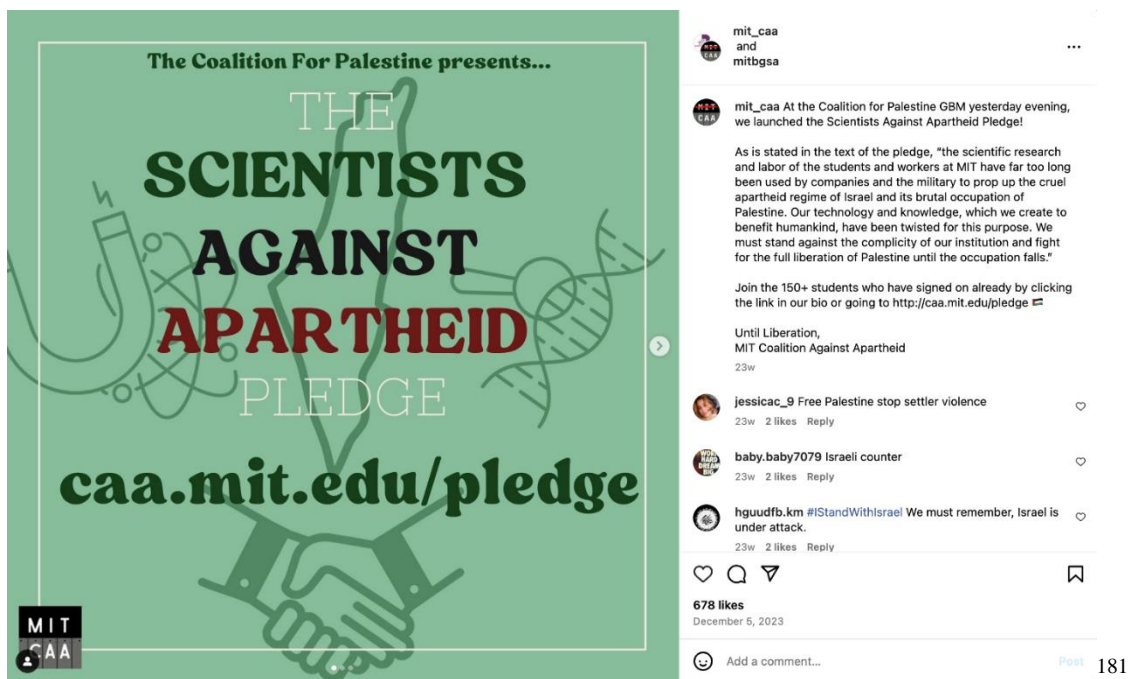 The Coalition For Palestine presents...
THE
SCIENTISTS
AGAINST
APARTHEID
PLEDGE
caa.mit.edu/pledge
MIT
CAA
mit_caa
and
mitbgsa
mit_caa At the Coalition for Palestine GBM yesterday evening,
we launched the Scientists Against Apartheid Pledge!
As is stated in the text of the pledge, “the scientific research
and labor of the students and workers at MIT have far too long
been used by companies and the military to prop up the cruel
apartheid regime of Israel and its brutal occupation of
Palestine. Our technology and knowledge, which we create to
benefit humankind, have been twisted for this purpose. We
must stand against the complicity of our institution and fight
for the full liberation of Palestine until the occupation falls.”
Join the 150+ students who have signed on already by clicking
the link in our bio or going to http://caa.mit.edu/pledge 🇵🇸
Until Liberation,
MIT Coalition Against Apartheid
23w
jessicac_9 Free Palestine stop settler violence
23w 2 likes Reply
baby.baby7079 Israeli counter
23w 2 likes Reply
hguudfb.km #IStandWithIsrael We must remember, Israel is
under attack.
23w 2 likes Reply
678 likes
December 5, 2023
Add a comment...
Post
181